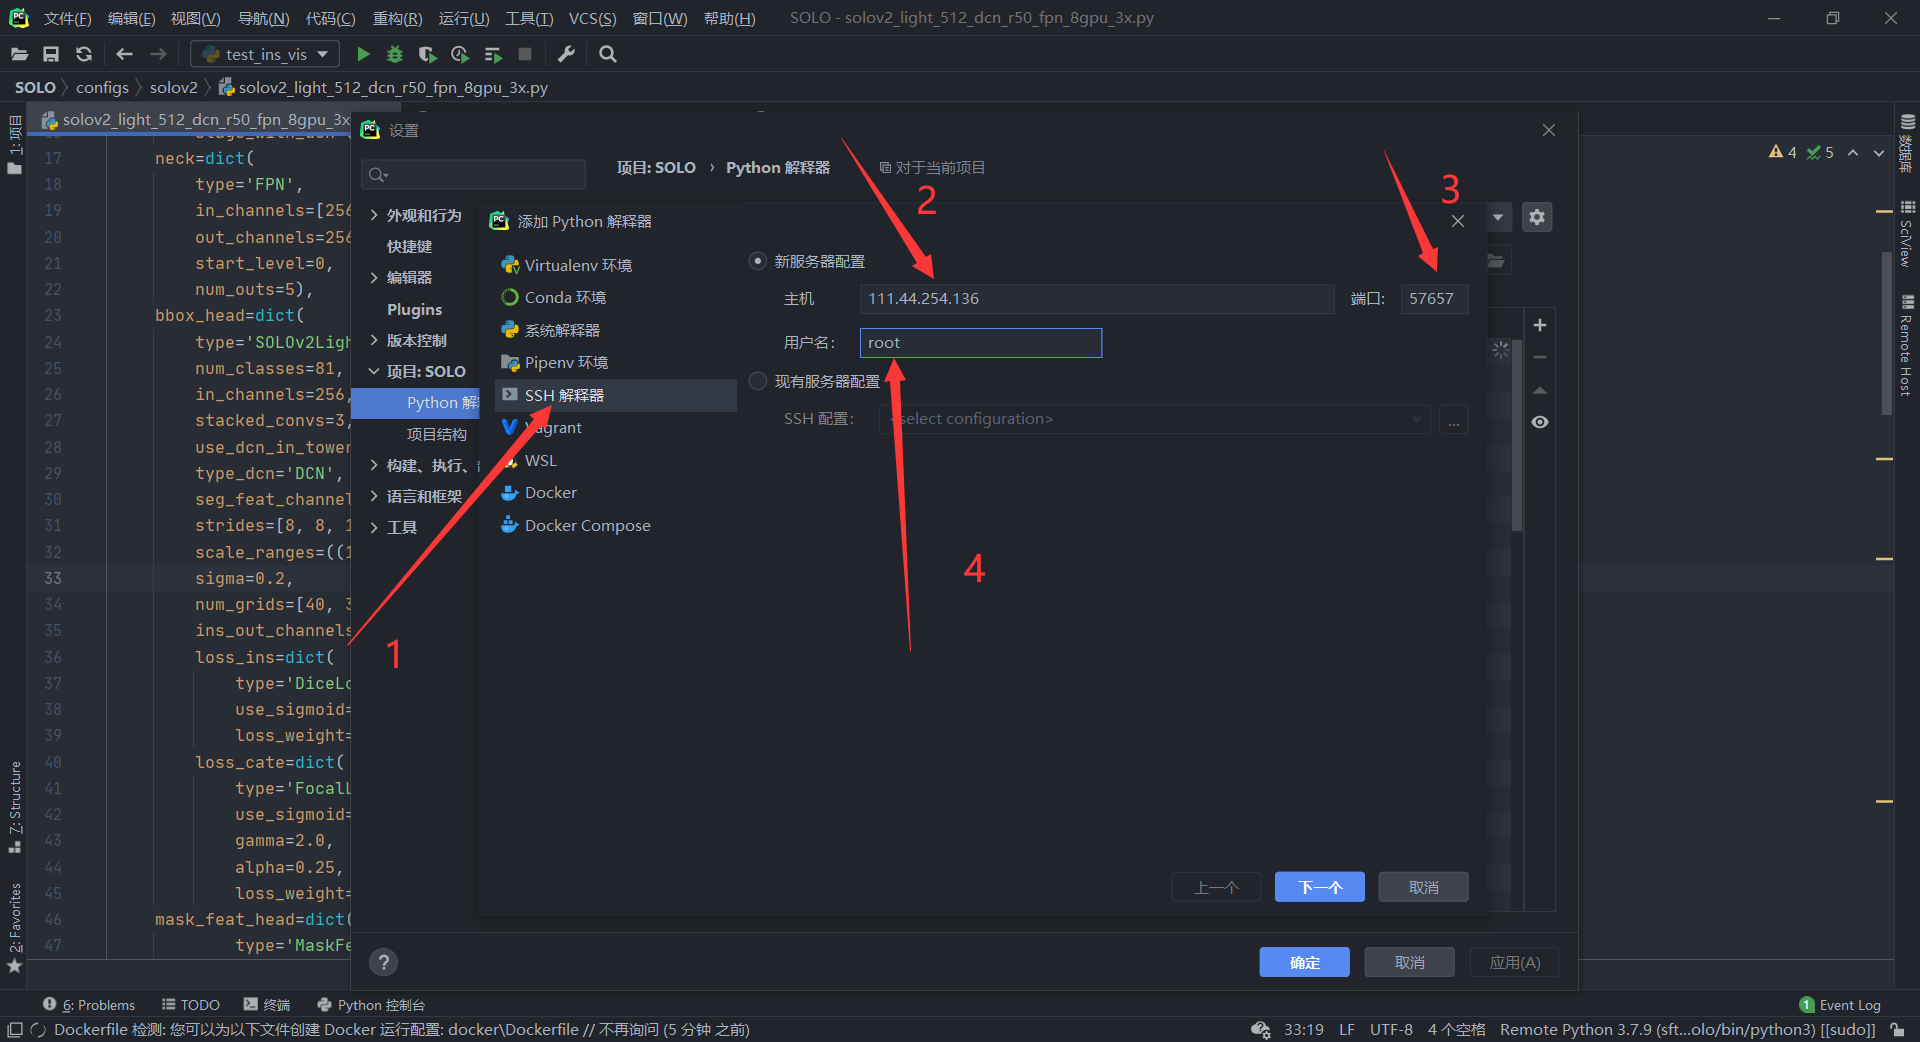 文件(F) 编辑(E) 视图(V) 导航(N) 代码(C) 重构(R) 运行(U) 工具(T) VCS(S) 窗口(W) 帮助(H) SOLO - solov2_light_512_dcn_r50_fpn_8gpu_3x.py
test_ins_vis
SOLO configs solov2 solov2_light_512_dcn_r50_fpn_8gpu_3x.py
solov2_light_512_dcn_r50_fpn_8gpu_3x
1: 项目
7: Structure
2: Favorites
17 neck=dict(
18 type='FPN',
19 in_channels=[256
20 out_channels=256
21 start_level=0,
22 num_outs=5),
23 bbox_head=dict(
24 type='SOLOv2Ligh
25 num_classes=81,
26 in_channels=256,
27 stacked_convs=3,
28 use_dcn_in_tower
29 type_dcn='DCN',
30 seg_feat_channel
31 strides=[8, 8, 1
32 scale_ranges=((1
33 sigma=0.2,
34 num_grids=[40, 3
35 ins_out_channels
36 loss_ins=dict(
37 type='DiceLo
38 use_sigmoid=
39 loss_weight=
40 loss_cate=dict(
41 type='FocalL
42 use_sigmoid=
43 gamma=2.0,
44 alpha=0.25,
45 loss_weight=
46 mask_feat_head=dict(
47 type='MaskFe
设置
项目: SOLO › Python 解释器 对于当前项目
外观和行为
快捷键
编辑器
Plugins
版本控制
项目: SOLO
Python 解
项目结构
构建、执行、
语言和框架
工具
添加 Python 解释器
Virtualenv 环境
Conda 环境
系统解释器
Pipenv 环境
SSH 解释器
Vagrant
WSL
Docker
Docker Compose
新服务器配置
主机 111.44.254.136 端口: 57657
用户名: root
现有服务器配置
SSH 配置: <select configuration> ...
1
2
3
4
上一个 下一个 取消
? 确定 取消 应用(A)
4 5
数据库
SciView
Remote Host
6: Problems TODO 终端 Python 控制台 1 Event Log
Dockerfile 检测: 您可以为以下文件创建 Docker 运行配置: docker\Dockerfile // 不再询问 (5 分钟 之前) 33:19 LF UTF-8 4 个空格 Remote Python 3.7.9 (sft...olo/bin/python3) [[sudo]]